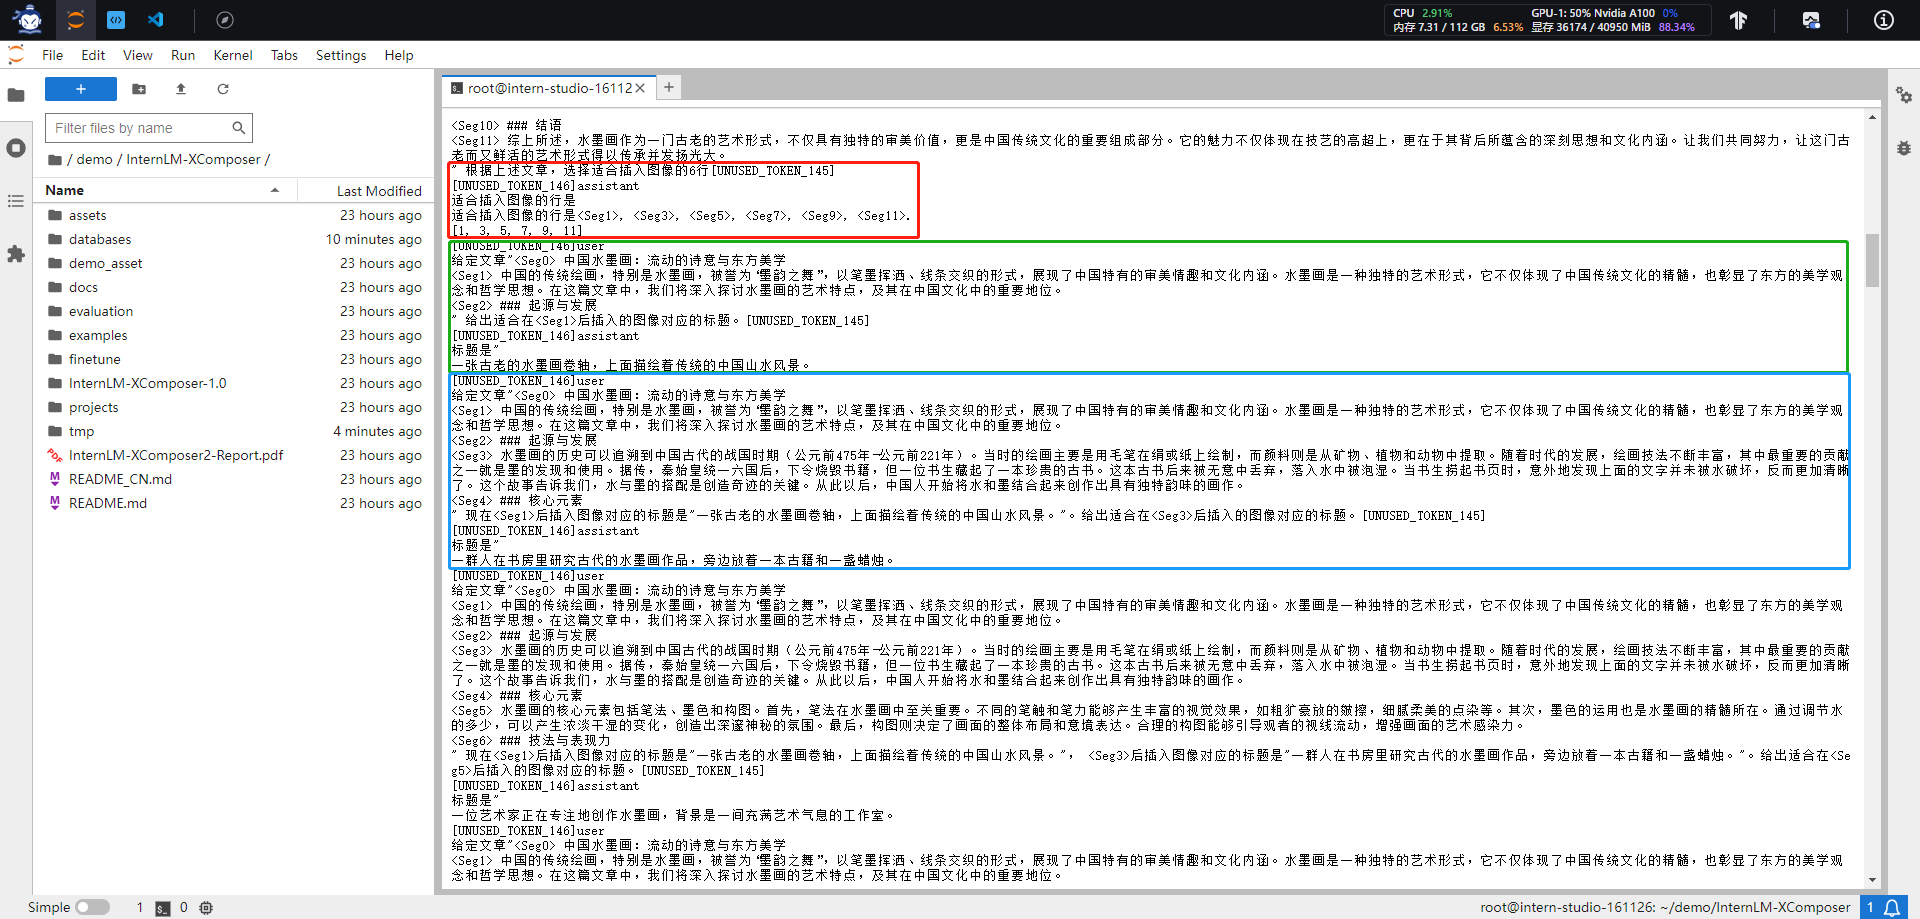 CPU 2.91%
GPU-1: 50% Nvidia A100 0%
内存 7.31 / 112 GB 6.53%
显存 36174 / 40950 MiB 88.34%
File Edit View Run Kernel Tabs Settings Help
+
root@intern-studio-16112
Filter files by name
/ demo / InternLM-XComposer /
Name Last Modified
assets 23 hours ago
databases 10 minutes ago
demo_asset 23 hours ago
docs 23 hours ago
evaluation 23 hours ago
examples 23 hours ago
finetune 23 hours ago
InternLM-XComposer-1.0 23 hours ago
projects 23 hours ago
tmp 4 minutes ago
InternLM-XComposer2-Report.pdf 23 hours ago
README_CN.md 23 hours ago
README.md 23 hours ago
<Seg10> ### 结语
<Seg11> 综上所述，水墨画作为一门古老的艺术形式，不仅具有独特的审美价值，更是中国传统文化的重要组成部分。它的魅力不仅体现在技艺的高超上，更在于其背后所蕴含的深刻思想和文化内涵。让我们共同努力，让这门古
老而又鲜活的艺术形式得以传承并发扬光大。
" 根据上述文章，选择适合插入图像的6行[UNUSED_TOKEN_145]
[UNUSED_TOKEN_146]assistant
适合插入图像的行是
适合插入图像的行是<Seg1>, <Seg3>, <Seg5>, <Seg7>, <Seg9>, <Seg11>.
[1, 3, 5, 7, 9, 11]
[UNUSED_TOKEN_146]user
给定文章"<Seg0> 中国水墨画：流动的诗意与东方美学
<Seg1> 中国的传统绘画，特别是水墨画，被誉为“墨韵之舞”，以笔墨挥洒、线条交织的形式，展现了中国特有的审美情趣和文化内涵。水墨画是一种独特的艺术形式，它不仅体现了中国传统文化的精髓，也彰显了东方的美学观
念和哲学思想。在这篇文章中，我们将深入探讨水墨画的艺术特点，及其在中国文化中的重要地位。
<Seg2> ### 起源与发展
" 给出适合在<Seg1>后插入的图像对应的标题。[UNUSED_TOKEN_145]
[UNUSED_TOKEN_146]assistant
标题是"
一张古老的水墨画卷轴，上面描绘着传统的中国山水风景。
[UNUSED_TOKEN_146]user
给定文章"<Seg0> 中国水墨画：流动的诗意与东方美学
<Seg1> 中国的传统绘画，特别是水墨画，被誉为“墨韵之舞”，以笔墨挥洒、线条交织的形式，展现了中国特有的审美情趣和文化内涵。水墨画是一种独特的艺术形式，它不仅体现了中国传统文化的精髓，也彰显了东方的美学观
念和哲学思想。在这篇文章中，我们将深入探讨水墨画的艺术特点，及其在中国文化中的重要地位。
<Seg2> ### 起源与发展
<Seg3> 水墨画的历史可以追溯到中国古代的战国时期（公元前475年-公元前221年）。当时的绘画主要是用毛笔在绢或纸上绘制，而颜料则是从矿物、植物和动物中提取。随着时代的发展，绘画技法不断丰富，其中最重要的贡献
之一就是墨的发现和使用。据传，秦始皇统一六国后，下令烧毁书籍，但一位书生藏起了一本珍贵的古书。这本古书后来被无意中丢弃，落入水中被泡湿。当书生捞起书页时，意外地发现上面的文字并未被水破坏，反而更加清晰
了。这个故事告诉我们，水与墨的搭配是创造奇迹的关键。从此以后，中国人开始将水和墨结合起来创作出具有独特韵味的画作。
<Seg4> ### 核心元素
" 现在<Seg1>后插入图像对应的标题是"一张古老的水墨画卷轴，上面描绘着传统的中国山水风景。"。给出适合在<Seg3>后插入的图像对应的标题。[UNUSED_TOKEN_145]
[UNUSED_TOKEN_146]assistant
标题是"
一群人在书房里研究古代的水墨画作品，旁边放着一本古籍和一盏蜡烛。
[UNUSED_TOKEN_146]user
给定文章"<Seg0> 中国水墨画：流动的诗意与东方美学
<Seg1> 中国的传统绘画，特别是水墨画，被誉为“墨韵之舞”，以笔墨挥洒、线条交织的形式，展现了中国特有的审美情趣和文化内涵。水墨画是一种独特的艺术形式，它不仅体现了中国传统文化的精髓，也彰显了东方的美学观
念和哲学思想。在这篇文章中，我们将深入探讨水墨画的艺术特点，及其在中国文化中的重要地位。
<Seg2> ### 起源与发展
<Seg3> 水墨画的历史可以追溯到中国古代的战国时期（公元前475年-公元前221年）。当时的绘画主要是用毛笔在绢或纸上绘制，而颜料则是从矿物、植物和动物中提取。随着时代的发展，绘画技法不断丰富，其中最重要的贡献
之一就是墨的发现和使用。据传，秦始皇统一六国后，下令烧毁书籍，但一位书生藏起了一本珍贵的古书。这本古书后来被无意中丢弃，落入水中被泡湿。当书生捞起书页时，意外地发现上面的文字并未被水破坏，反而更加清晰
了。这个故事告诉我们，水与墨的搭配是创造奇迹的关键。从此以后，中国人开始将水和墨结合起来创作出具有独特韵味的画作。
<Seg4> ### 核心元素
<Seg5> 水墨画的核心元素包括笔法、墨色和构图。首先，笔法在水墨画中至关重要。不同的笔触和笔力能够产生丰富的视觉效果，如粗犷豪放的皴擦，细腻柔美的点染等。其次，墨色的运用也是水墨画的精髓所在。通过调节水
的多少，可以产生浓淡干湿的变化，创造出深邃神秘的氛围。最后，构图则决定了画面的整体布局和意境表达。合理的构图能够引导观者的视线流动，增强画面的艺术感染力。
<Seg6> ### 技法与表现力
" 现在<Seg1>后插入图像对应的标题是"一张古老的水墨画卷轴，上面描绘着传统的中国山水风景。"， <Seg3>后插入图像对应的标题是"一群人在书房里研究古代的水墨画作品，旁边放着一本古籍和一盏蜡烛。"。给出适合在<Se
g5>后插入的图像对应的标题。[UNUSED_TOKEN_145]
[UNUSED_TOKEN_146]assistant
标题是"
一位艺术家正在专注地创作水墨画，背景是一间充满艺术气息的工作室。
[UNUSED_TOKEN_146]user
给定文章"<Seg0> 中国水墨画：流动的诗意与东方美学
<Seg1> 中国的传统绘画，特别是水墨画，被誉为“墨韵之舞”，以笔墨挥洒、线条交织的形式，展现了中国特有的审美情趣和文化内涵。水墨画是一种独特的艺术形式，它不仅体现了中国传统文化的精髓，也彰显了东方的美学观
念和哲学思想。在这篇文章中，我们将深入探讨水墨画的艺术特点，及其在中国文化中的重要地位。
Simple 1 0
root@intern-studio-161126: ~/demo/InternLM-XComposer 1